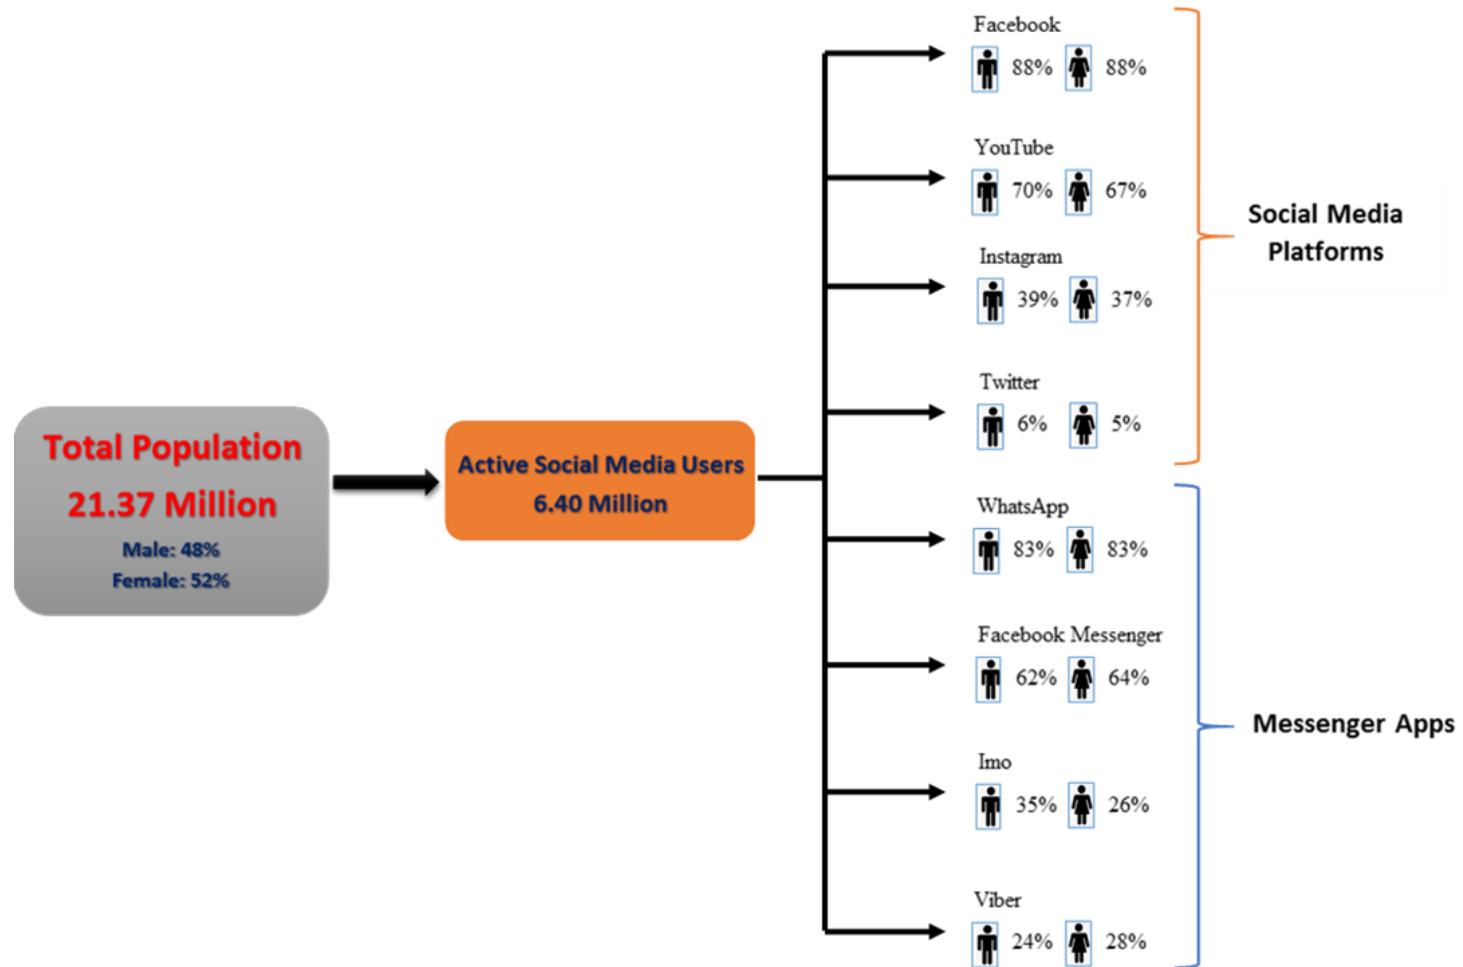 Total Population
21.37 Million
Male: 48%
Female: 52%
Active Social Media Users
6.40 Million
Facebook
88% 88%
YouTube
70% 67%
Instagram
39% 37%
Twitter
6% 5%
Social Media
Platforms
WhatsApp
83% 83%
Facebook Messenger
62% 64%
Imo
35% 26%
Viber
24% 28%
Messenger Apps